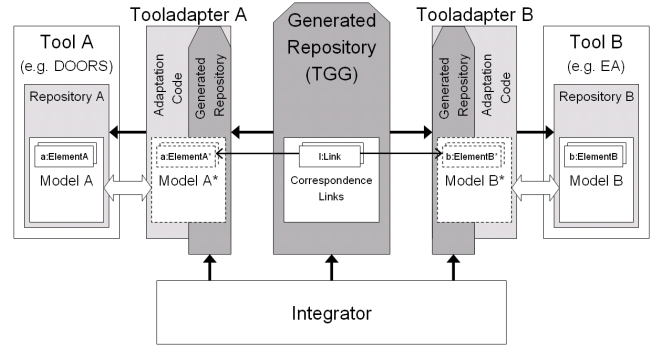 Tool A
(e.g. DOORS)
Repository A
a:ElementA
Model A
Tooladapter A
Adaptation
Code
Generated
Repository
a:ElementA'
Model A*
Generated
Repository
(TGG)
l:Link
Correspondence
Links
Tooladapter B
Generated
Repository
Adaptation
Code
b:ElementB'
Model B*
Tool B
(e.g. EA)
Repository B
b:ElementB
Model B
Integrator